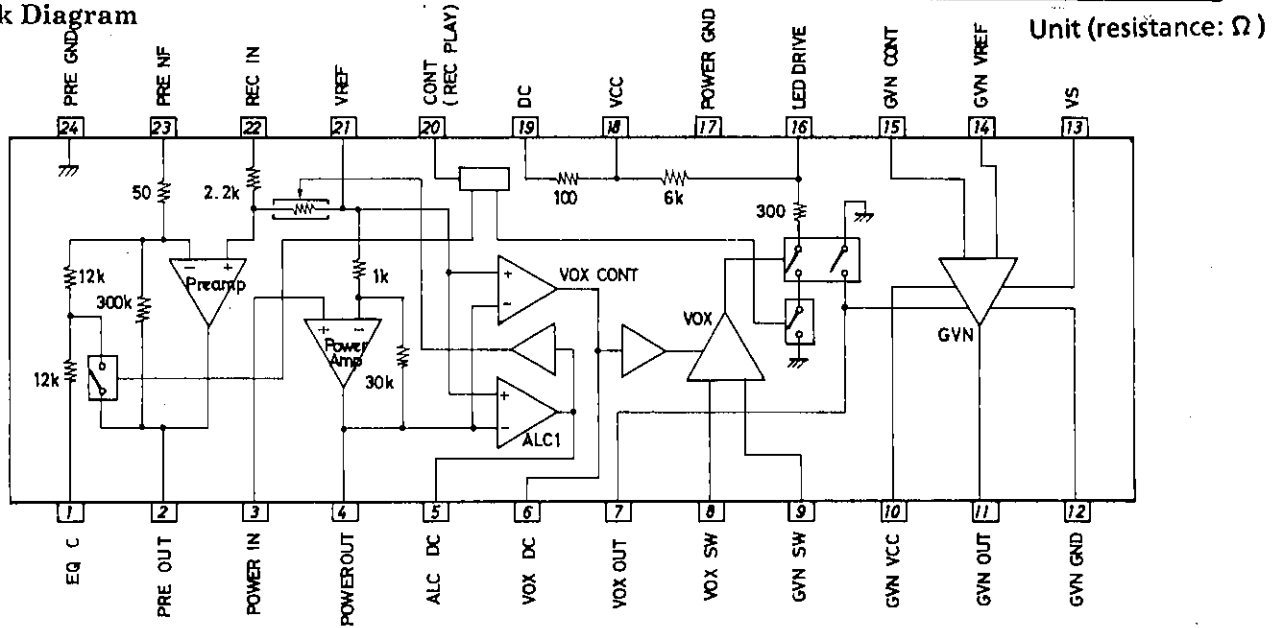 k Diagram
Unit (resistance: Ω)
PRE GND
PRE NF
REC IN
VREF
CONT
(REC PLAY)
DC
VCC
POWER GND
LED DRIVE
GVN CONT
GVN VREF
VS
24
23
22
21
20
19
18
17
16
15
14
13
50
2.2k
100
6k
300
12k
300k
Preamp
1k
VOX CONT
VOX
GVN
12k
Power
Amp
30k
ALC1
1
2
3
4
5
6
7
8
9
10
11
12
EQ C
PRE OUT
POWER IN
POWER OUT
ALC DC
VOX DC
VOX OUT
VOX SW
GVN SW
GVN VCC
GVN OUT
GVN GND